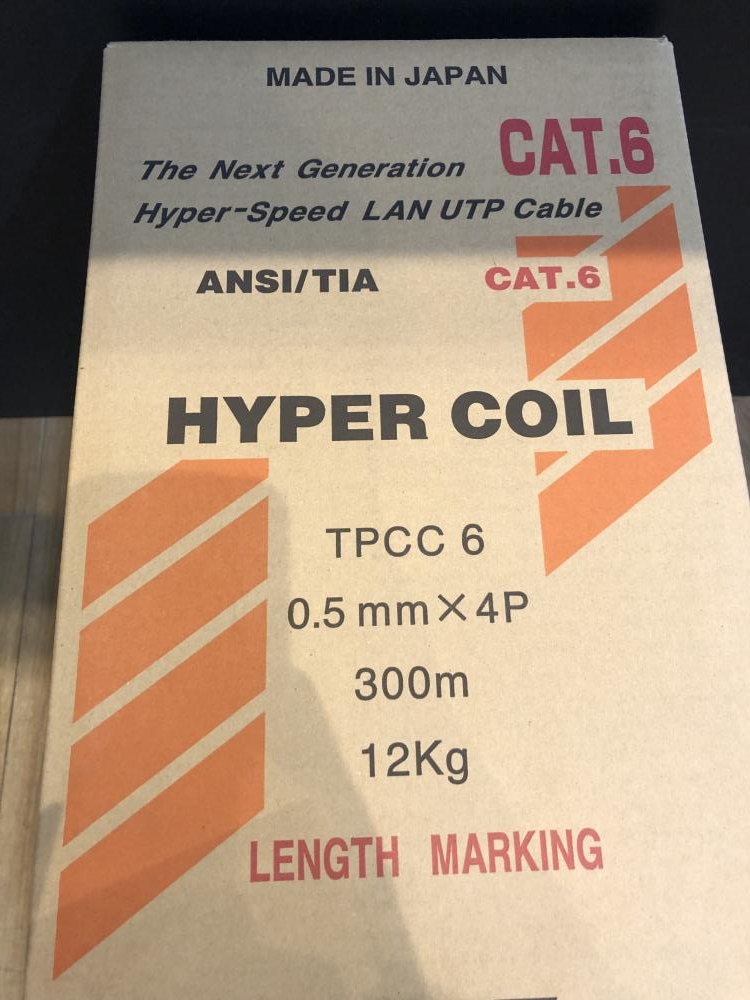 MADE IN JAPAN
CAT.6
The Next Generation
Hyper-Speed LAN UTP Cable
ANSI/TIA CAT.6
HYPER COIL
TPCC 6
0.5 mm×4P
300m
12Kg
LENGTH MARKING